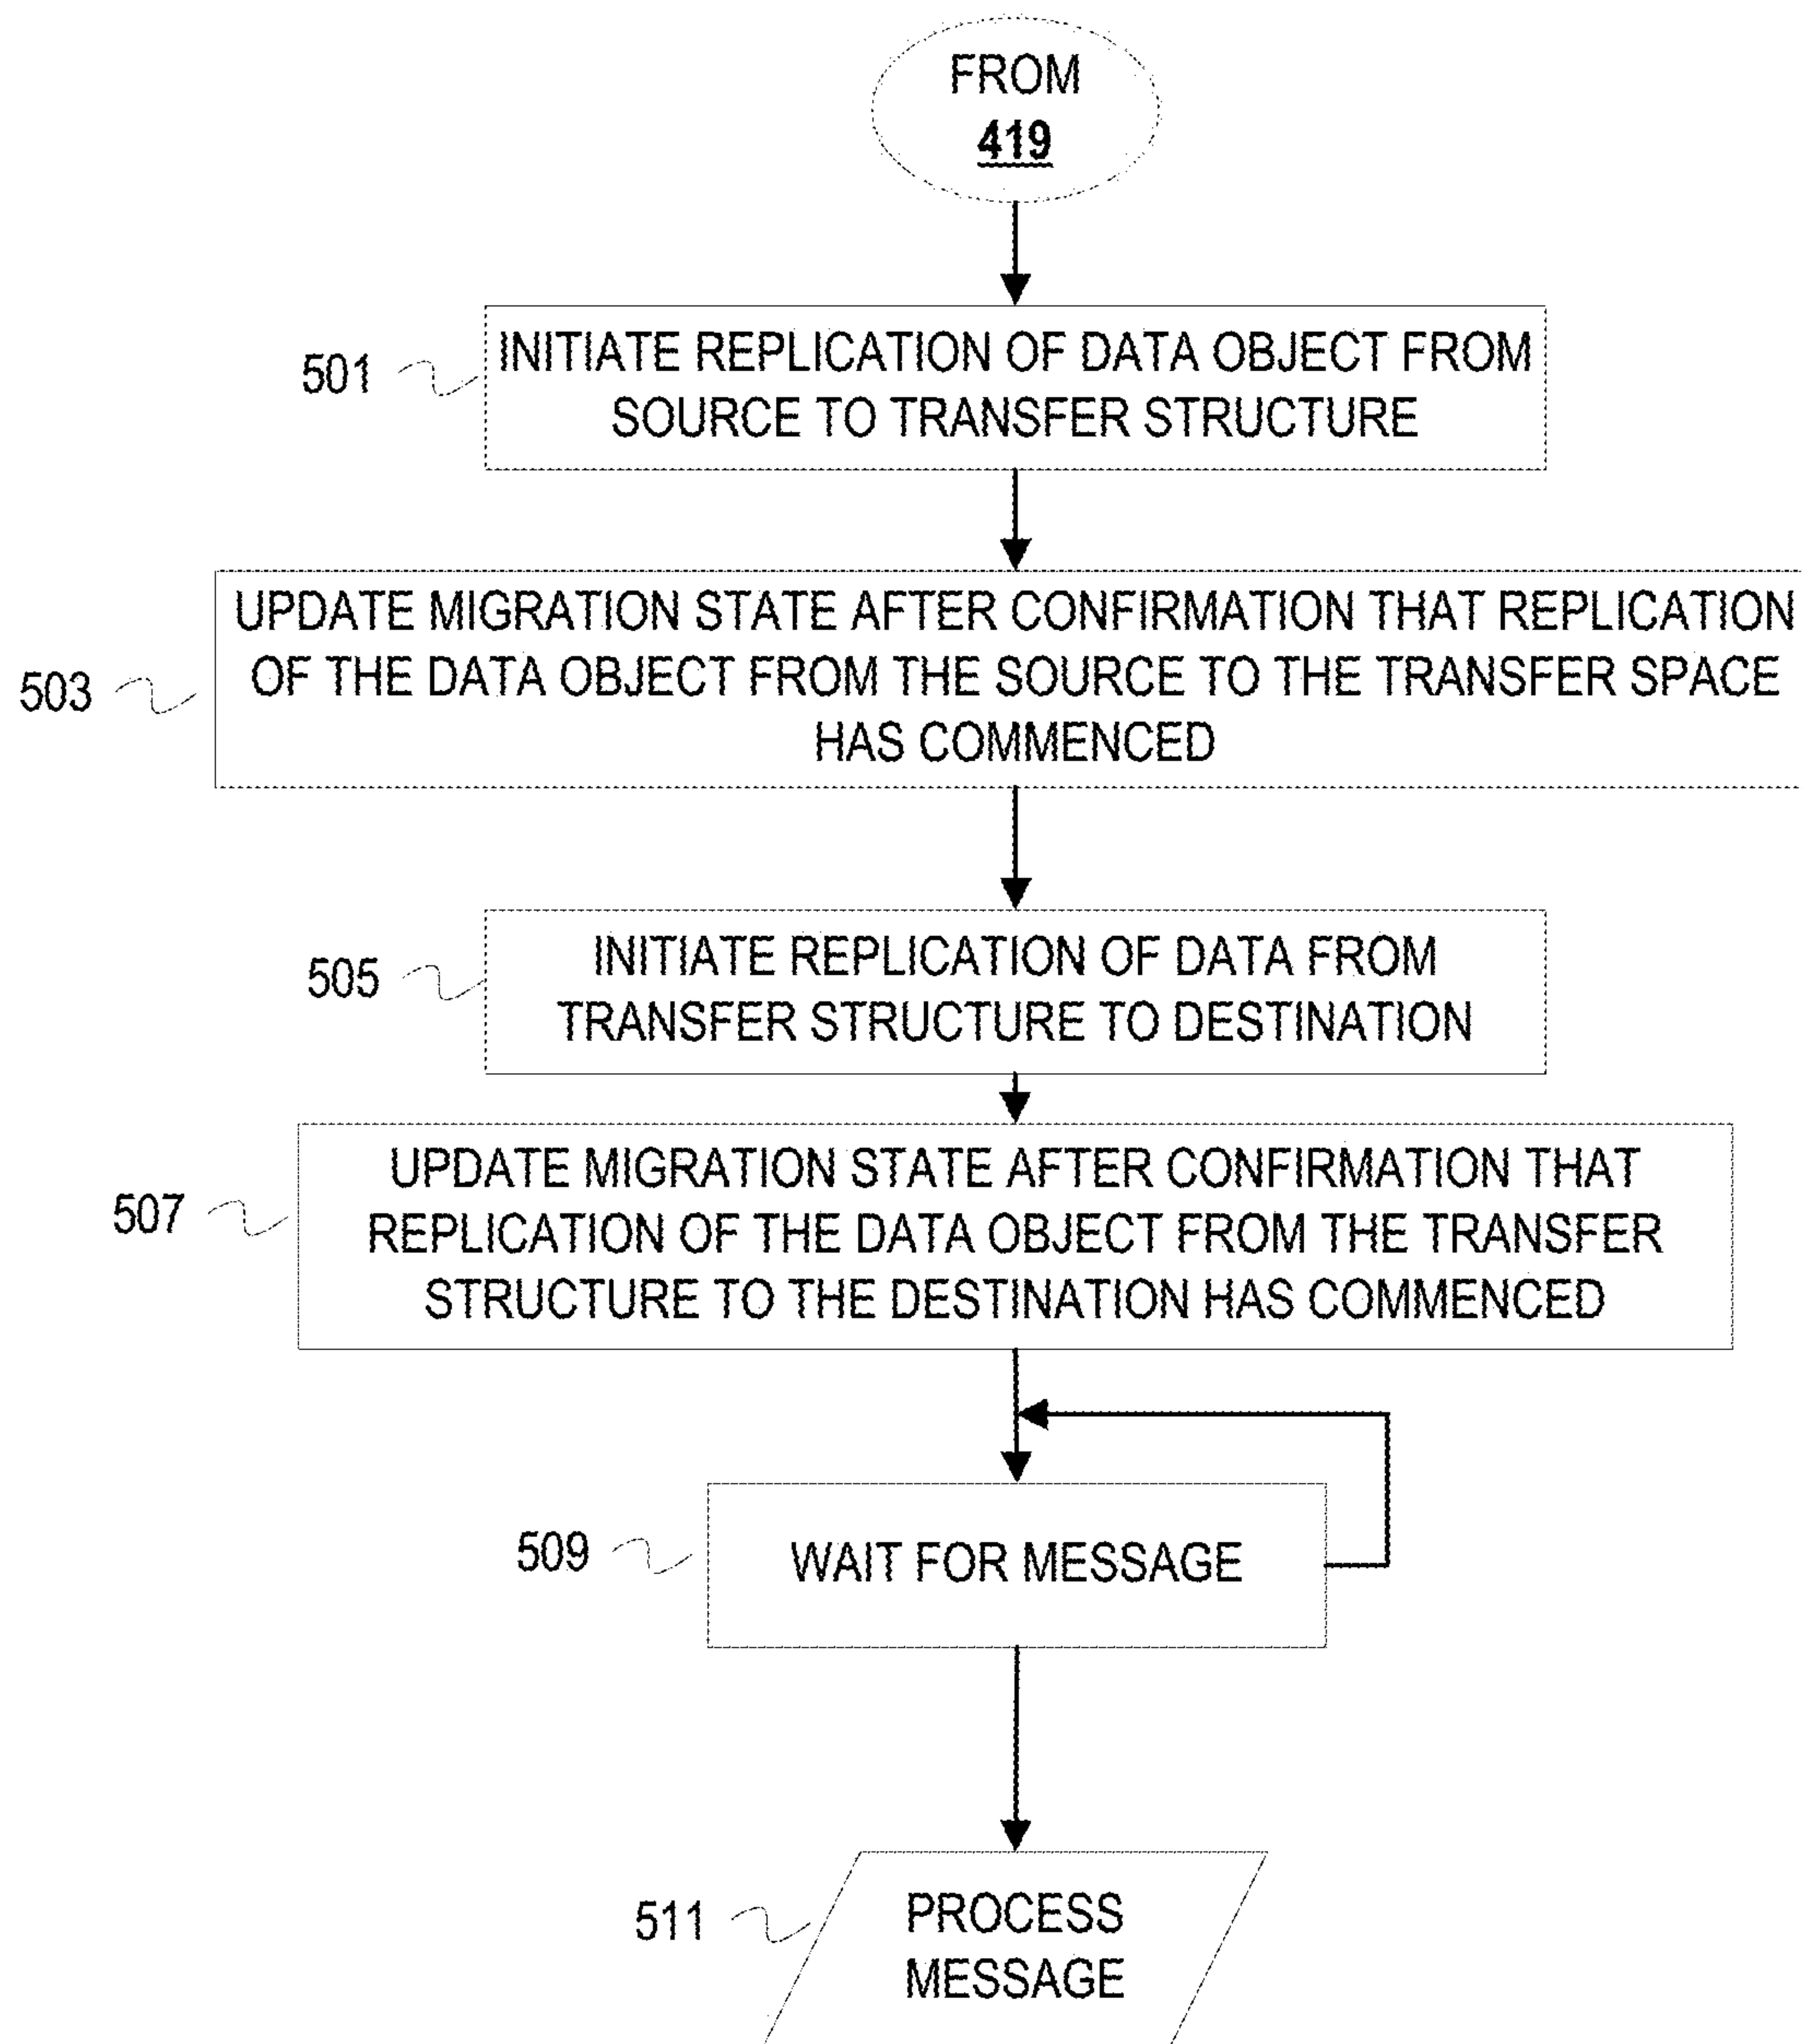 FROM
419
501
INITIATE REPLICATION OF DATA OBJECT FROM
SOURCE TO TRANSFER STRUCTURE
503
UPDATE MIGRATION STATE AFTER CONFIRMATION THAT REPLICATION
OF THE DATA OBJECT FROM THE SOURCE TO THE TRANSFER SPACE
HAS COMMENCED
505
INITIATE REPLICATION OF DATA FROM
TRANSFER STRUCTURE TO DESTINATION
507
UPDATE MIGRATION STATE AFTER CONFIRMATION THAT
REPLICATION OF THE DATA OBJECT FROM THE TRANSFER
STRUCTURE TO THE DESTINATION HAS COMMENCED
509
WAIT FOR MESSAGE
511
PROCESS
MESSAGE